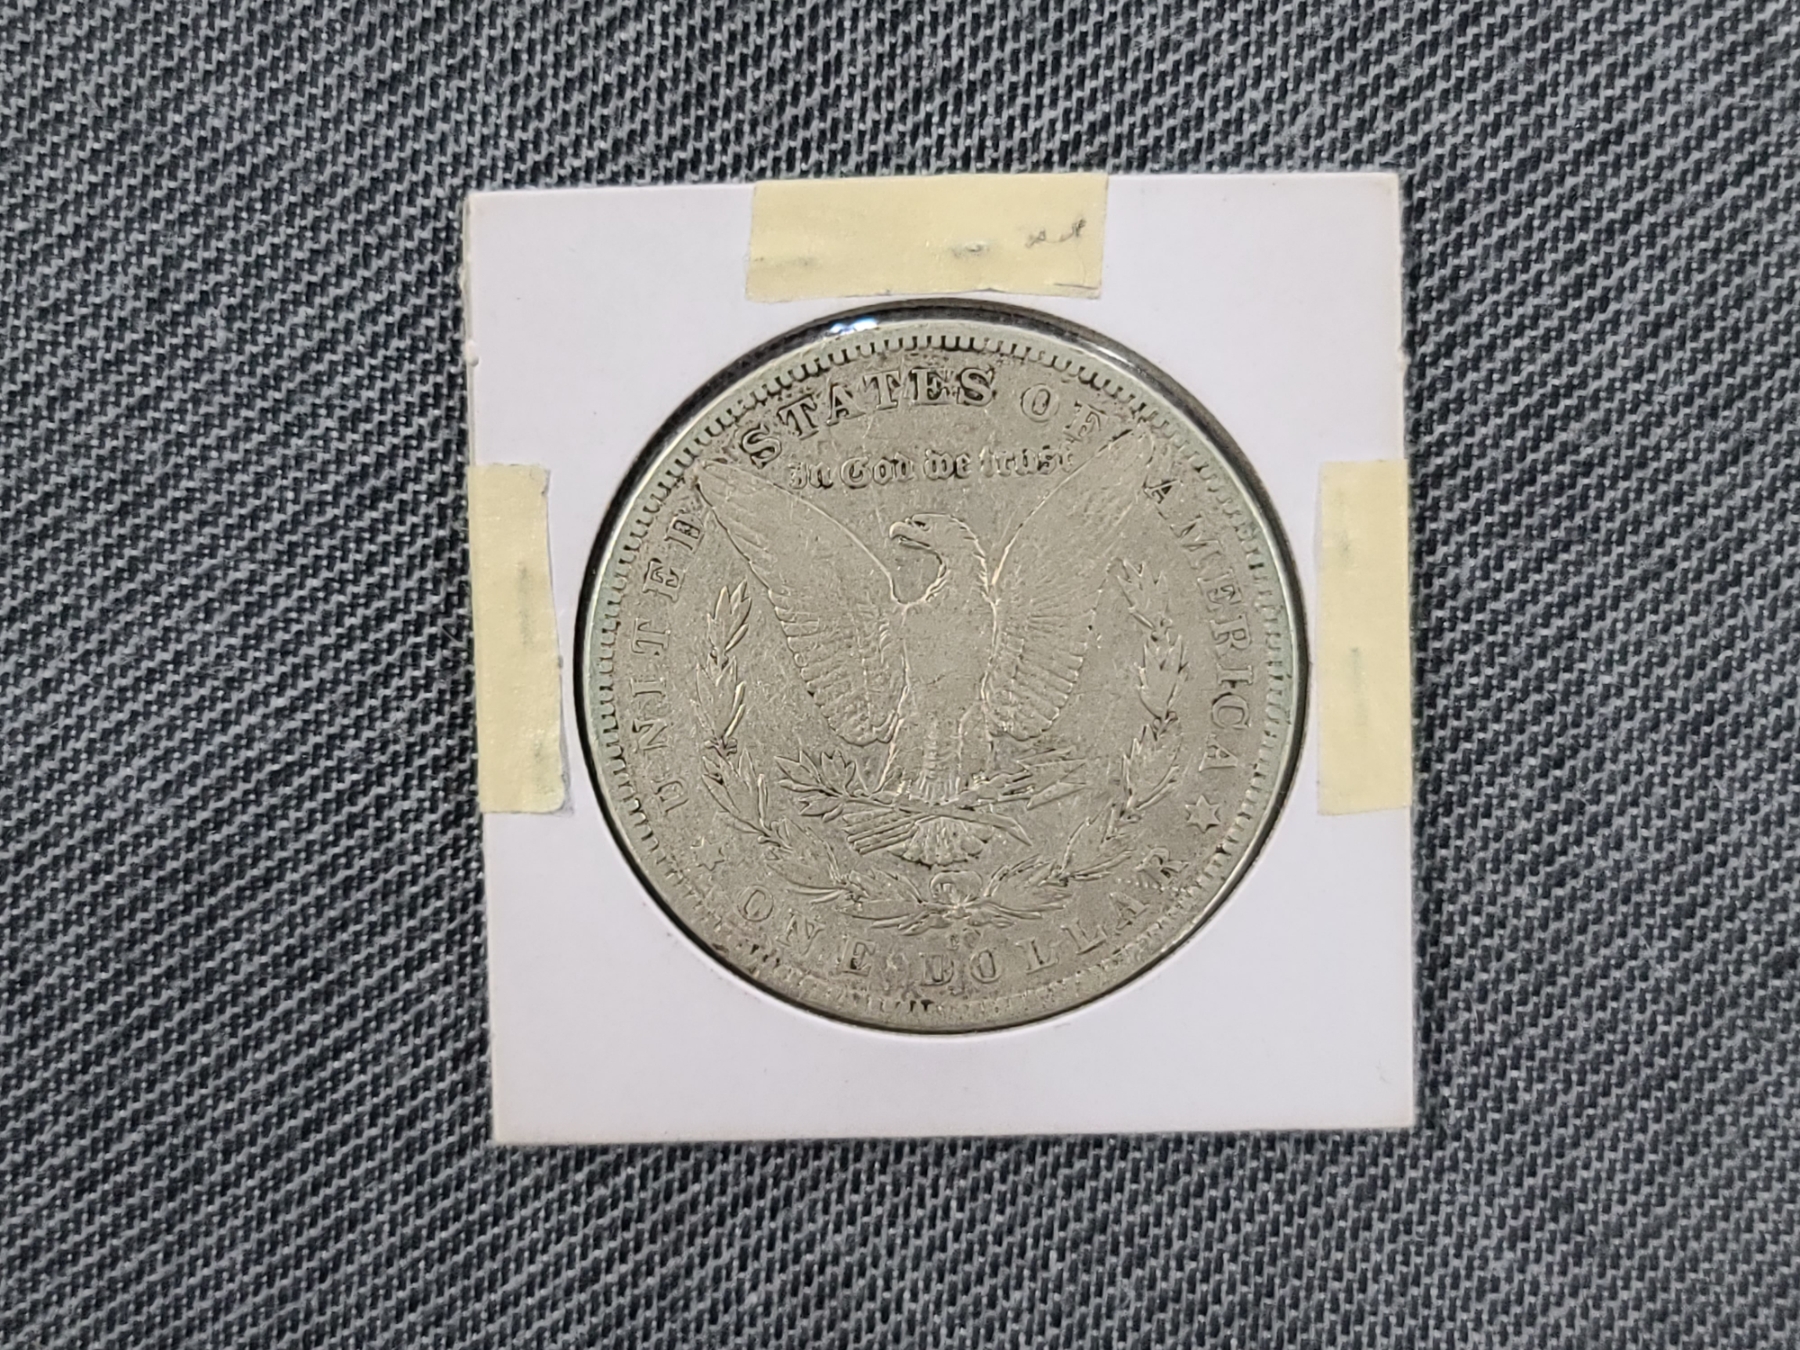 UNITED STATES OF AMERICA
In God we trust
ONE DOLLAR